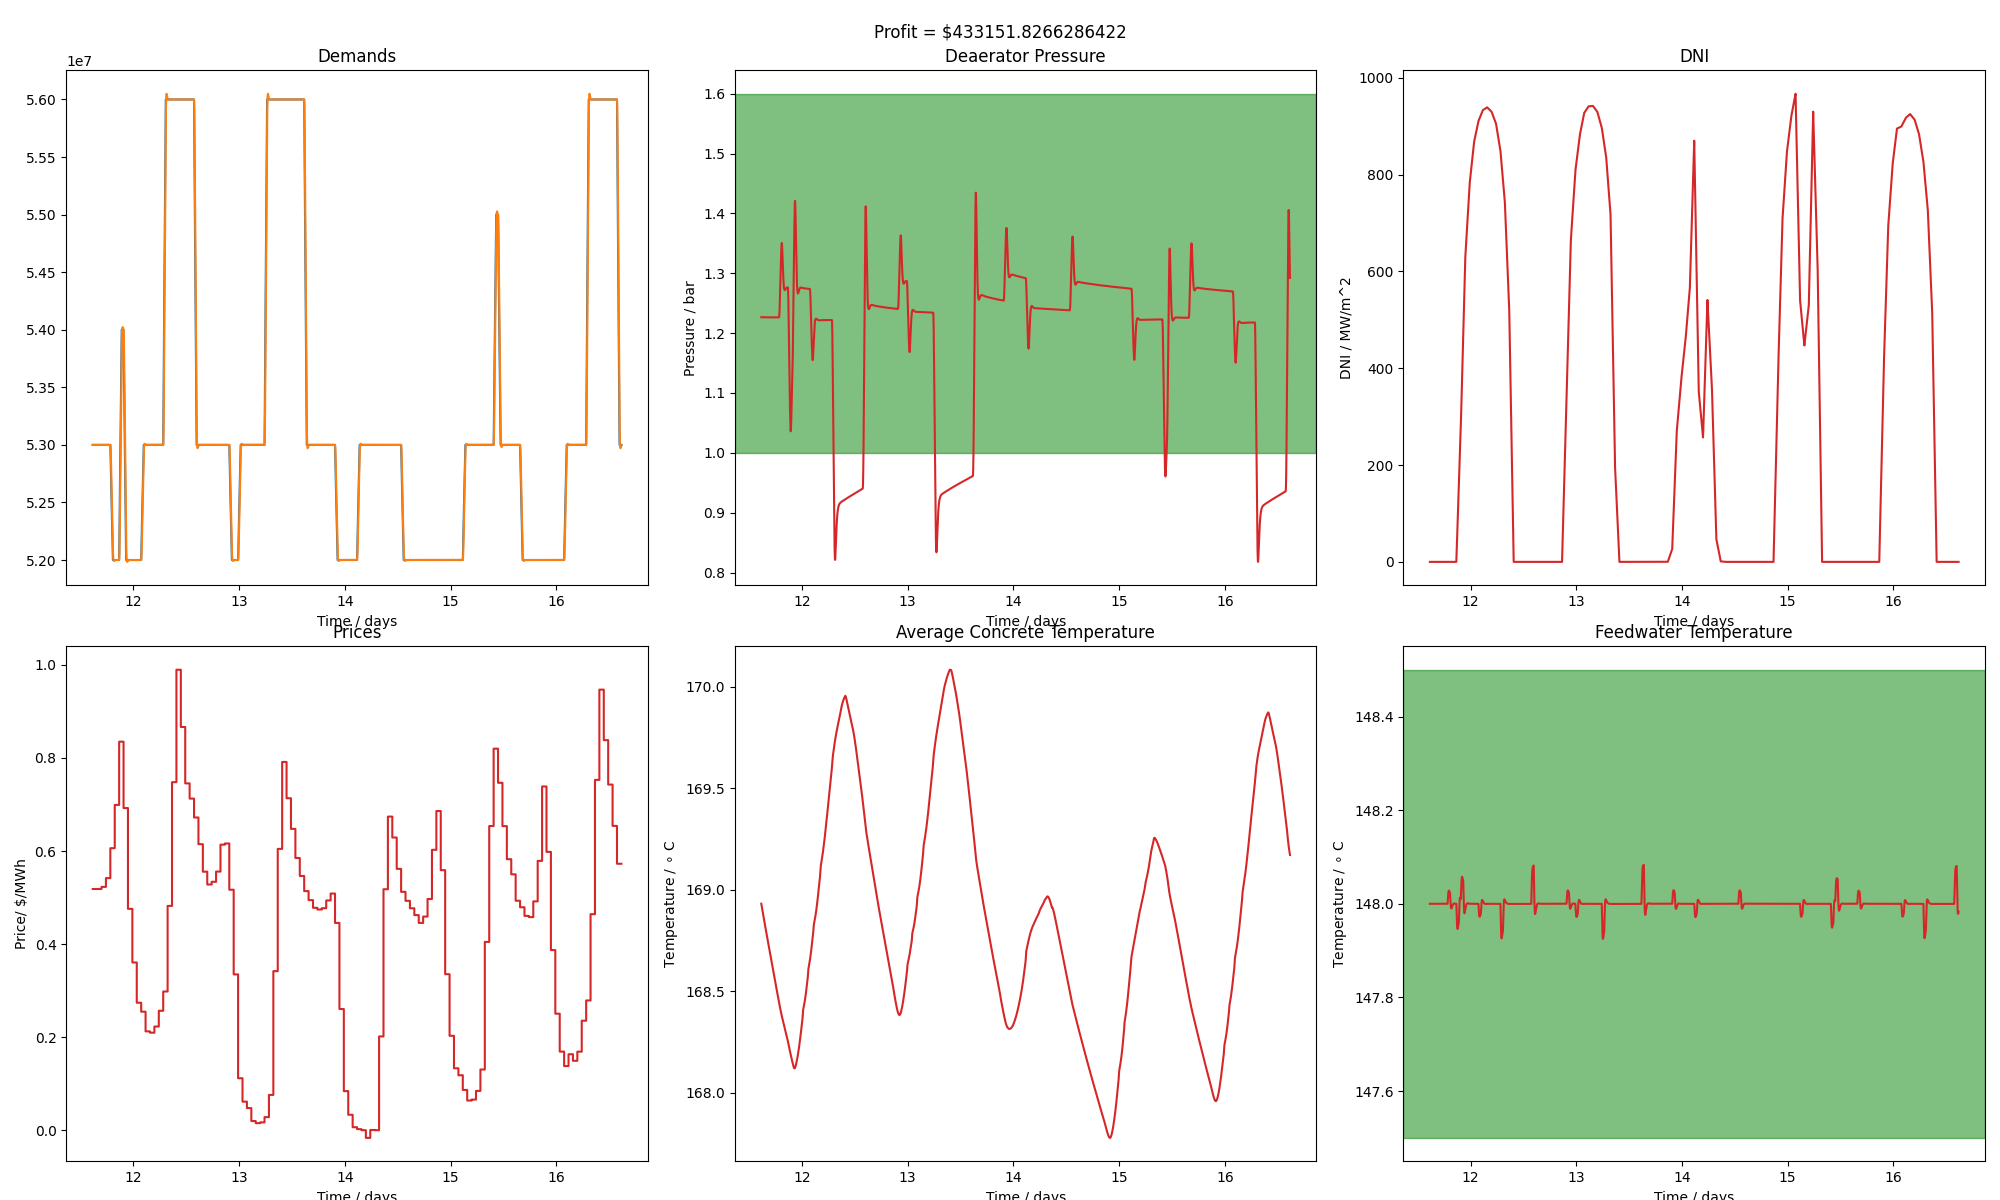 Profit = $433151.8266286422
Demands
1e7
5.60
5.55
5.50
5.45
5.40
5.35
5.30
5.25
5.20
12 13 14 15 16
Time / days
Deaerator Pressure
Pressure / bar
1.6
1.5
1.4
1.3
1.2
1.1
1.0
0.9
0.8
12 13 14 15 16
Time / days
DNI
DNI / MW/m^2
1000
800
600
400
200
0
12 13 14 15 16
Time / days
Prices
Price/ $/MWh
1.0
0.8
0.6
0.4
0.2
0.0
12 13 14 15 16
Time / days
Average Concrete Temperature
Temperature / ∘ C
170.0
169.5
169.0
168.5
168.0
12 13 14 15 16
Time / days
Feedwater Temperature
Temperature / ∘ C
148.4
148.2
148.0
147.8
147.6
12 13 14 15 16
Time / days